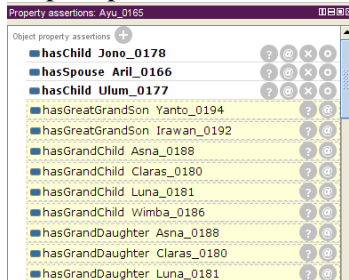 Property assertions: Ayu_0165
Object property assertions
hasChild Jono_0178
hasSpouse Aril_0166
hasChild Ulum_0177
hasGreatGrandSon Yanto_0194
hasGreatGrandSon Irawan_0192
hasGrandChild Asna_0188
hasGrandChild Claras_0180
hasGrandChild Luna_0181
hasGrandChild Wimba_0186
hasGrandDaughter Asna_0188
hasGrandDaughter Claras_0180
hasGrandDaughter Luna_0181